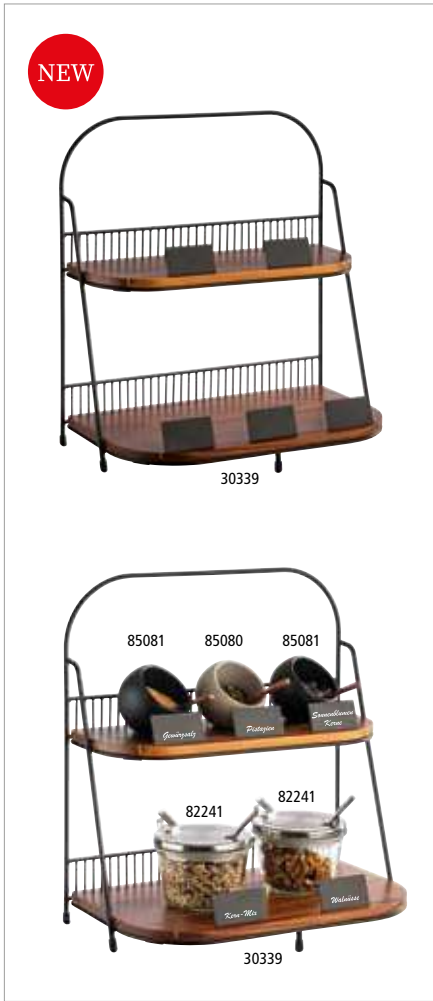 NEW
30339
85081 85080 85081
Gewürzsalz
Pistazien
Sonnenblumen
Kerne
82241
82241
Kern-Mix
Walnüsse
30339